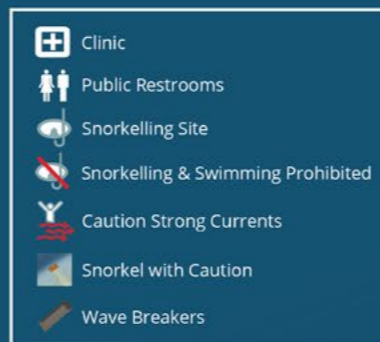 Clinic
Public Restrooms
Snorkelling Site
Snorkelling & Swimming Prohibited
Caution Strong Currents
Snorkel with Caution
Wave Breakers